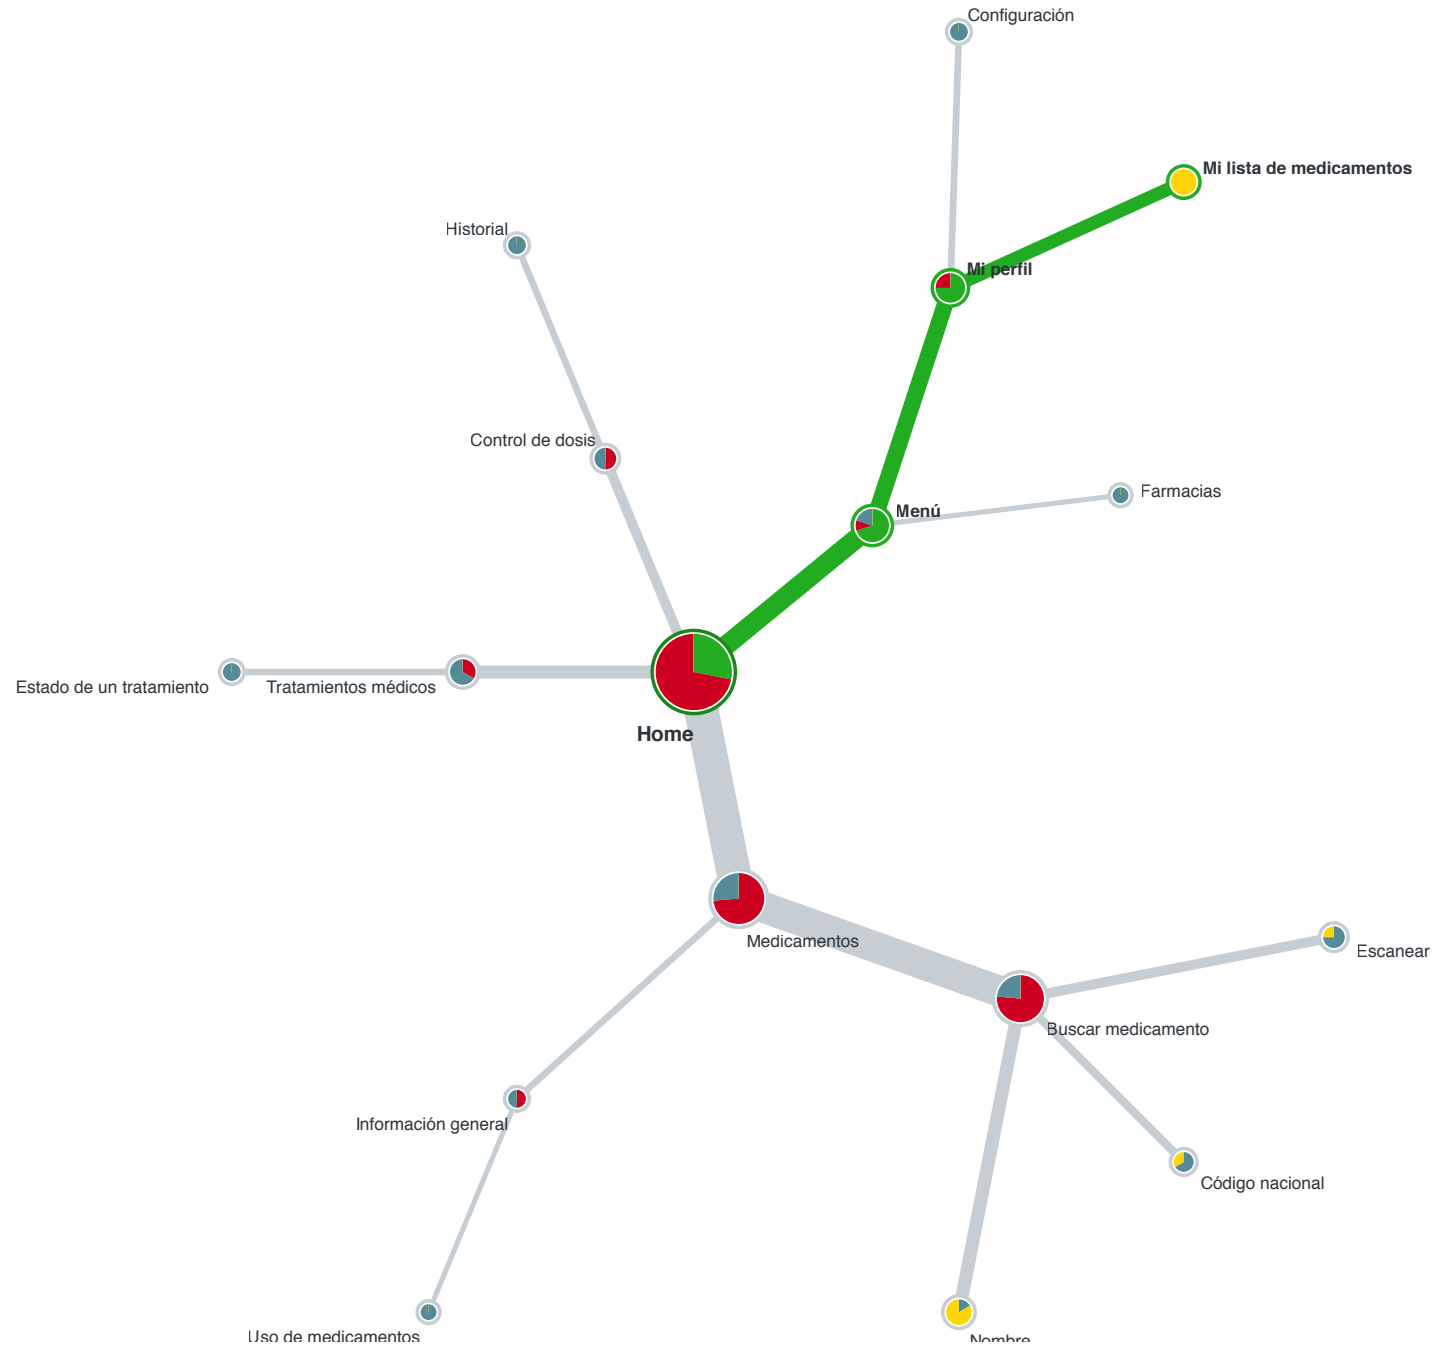 Configuración
Mi lista de medicamentos
Historial
Mi perfil
Control de dosis
Farmacias
Menú
Estado de un tratamiento
Tratamientos médicos
Home
Medicamentos
Escanear
Buscar medicamento
Información general
Código nacional
Uso de medicamentos
Nombre